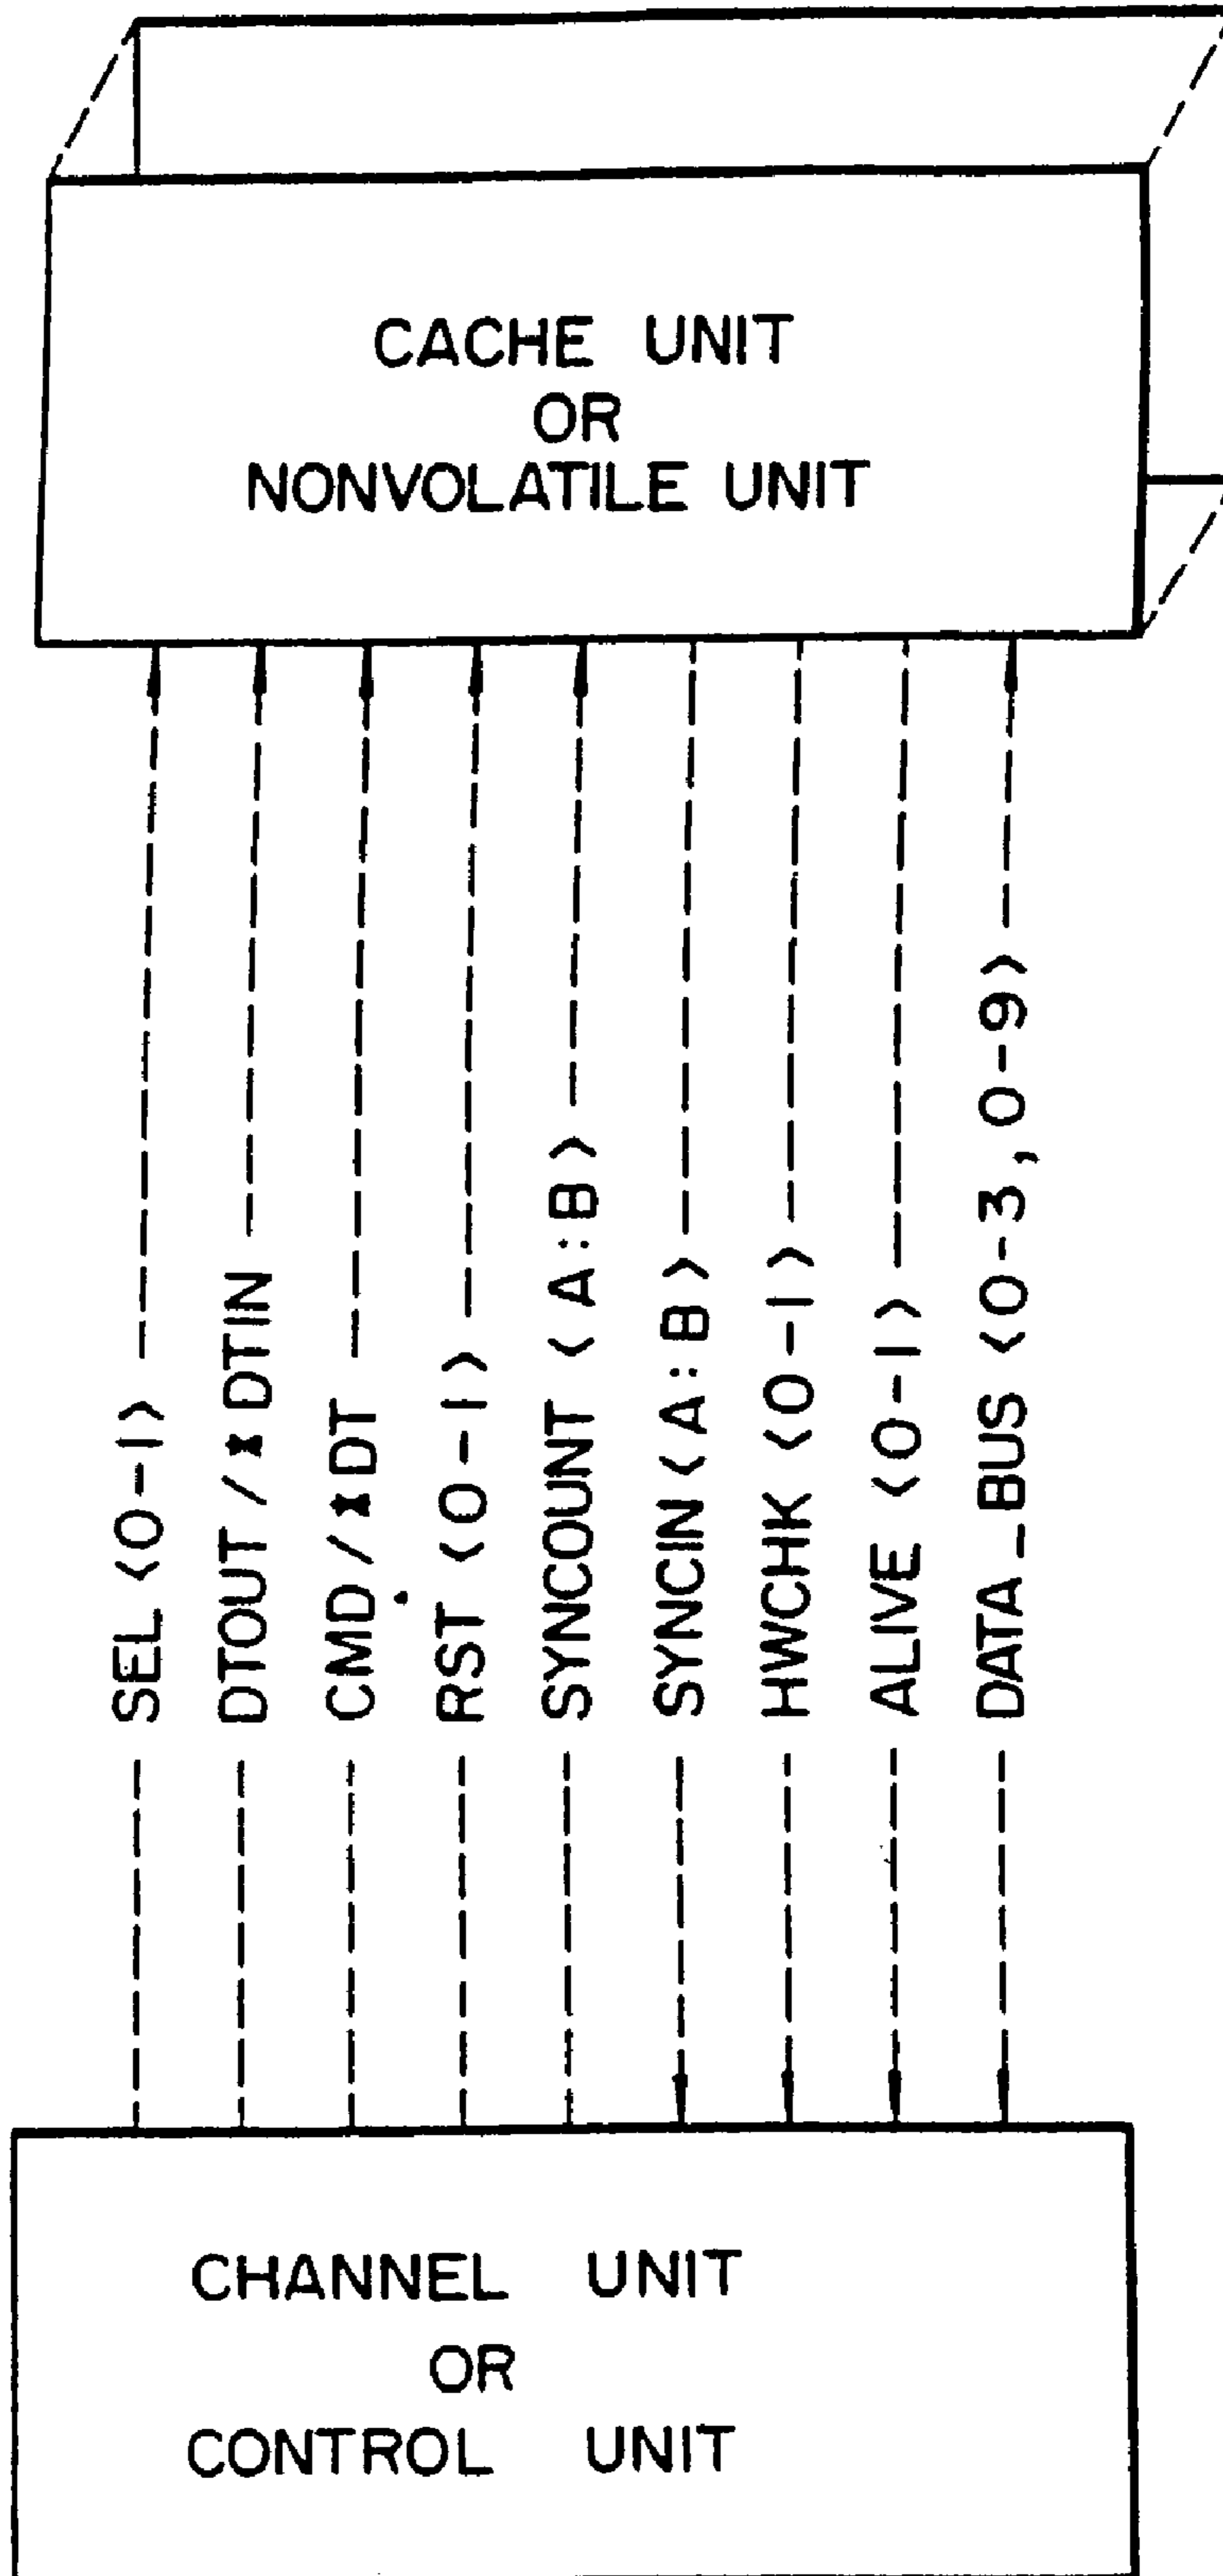 CACHE UNIT
OR
NONVOLATILE UNIT
SEL <0-1>
DTOUT/*DTIN
CMD/*DT
RST <0-1>
SYNCOUNT <A:B>
SYNCIN <A:B>
HWCHK <0-1>
ALIVE <0-1>
DATA_BUS <0-3,0-9>
CHANNEL UNIT
OR
CONTROL UNIT